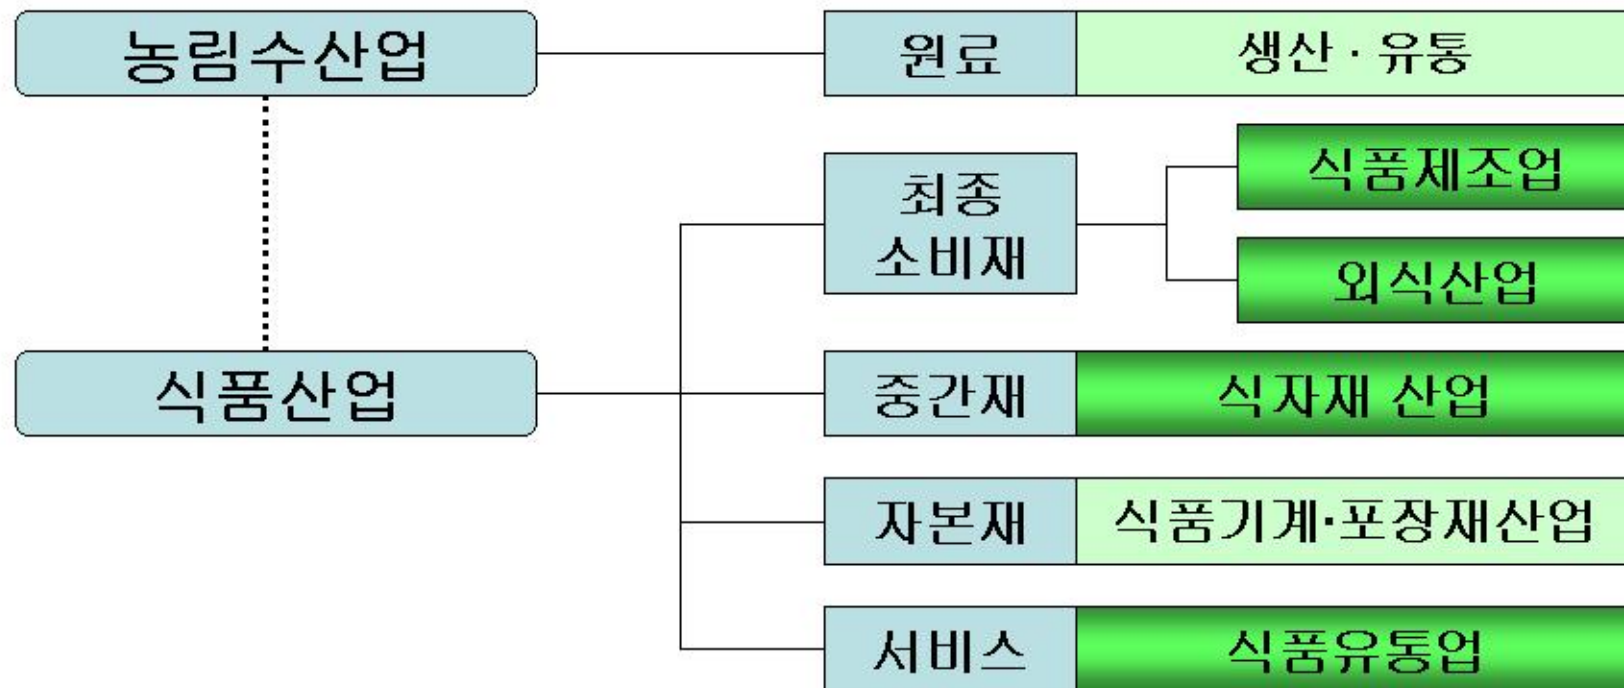 농림수산업
원료
생산 · 유통
식품제조업
최종
소비재
외식산업
식품산업
중간재
식자재 산업
자본재
식품기계·포장재산업
서비스
식품유통업